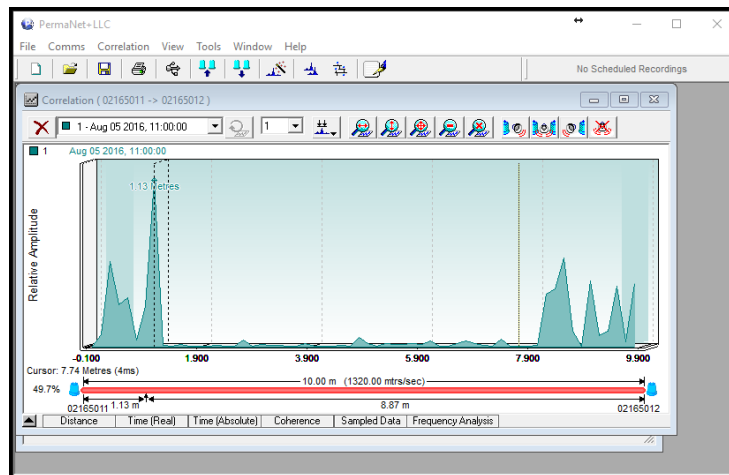 PermaNet+LLC
File Comms Correlation View Tools Window Help
No Scheduled Recordings
Correlation ( 02165011 -> 02165012 )
1 - Aug 05 2016, 11:00:00 1
1 Aug 05 2016, 11:00:00
1.13 Metres
Relative Amplitude
-0.100 1.900 3.900 5.900 7.900 9.900
Cursor: 7.74 Metres (4ms)
10.00 m (1320.00 mtrs/sec)
49.7%
02165011 1.13 m 8.87 m 02165012
Distance Time (Real) Time (Absolute) Coherence Sampled Data Frequency Analysis